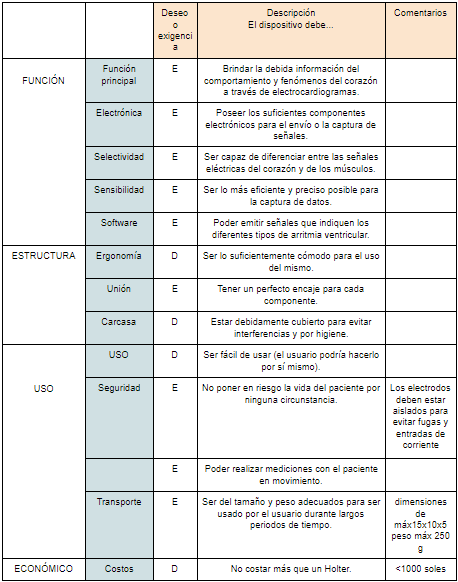 Deseo
o
exigenc
ia
Descripción
El dispositivo debe...
Comentarios
FUNCIÓN
Función
principal
E
Brindar la debida información del
comportamiento y fenómenos del corazón
a través de electrocardiogramas.
Electrónica
E
Poseer los suficientes componentes
electrónicos para el envío o la captura de
señales.
Selectividad
E
Ser capaz de diferenciar entre las señales
eléctricas del corazón y de los músculos.
Sensibilidad
E
Ser lo más eficiente y preciso posible para
la captura de datos.
Software
E
Poder emitir señales que indiquen los
diferentes tipos de arritmia ventricular.
ESTRUCTURA
Ergonomía
D
Ser lo suficientemente cómodo para el uso
del mismo.
Unión
E
Tener un perfecto encaje para cada
componente.
Carcasa
D
Estar debidamente cubierto para evitar
interferencias y por higiene.
USO
USO
D
Ser fácil de usar (el usuario podría hacerlo
por sí mismo).
Seguridad
E
No poner en riesgo la vida del paciente por
ninguna circunstancia.
Los electrodos
deben estar
aislados para
evitar fugas y
entradas de
corriente
E
Poder realizar mediciones con el paciente
en movimiento.
Transporte
E
Ser del tamaño y peso adecuados para ser
usado por el usuario durante largos
periodos de tiempo.
dimensiones
de
máx15x10x5
peso máx 250
g
ECONÓMICO
Costos
D
No costar más que un Holter.
<1000 soles